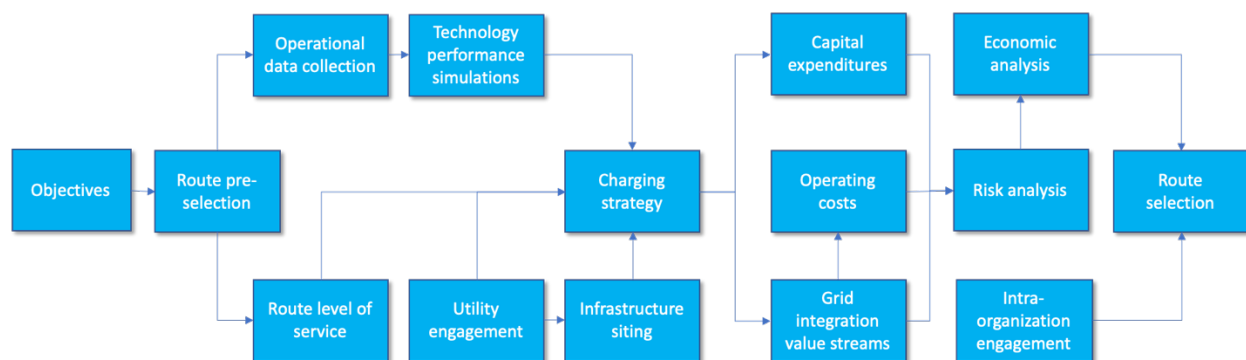 Operational
data collection
Technology
performance
simulations
Capital
expenditures
Economic
analysis
Objectives
Route pre-
selection
Charging
strategy
Operating
costs
Risk analysis
Route
selection
Route level of
service
Utility
engagement
Infrastructure
siting
Grid
integration
value streams
Intra-
organization
engagement